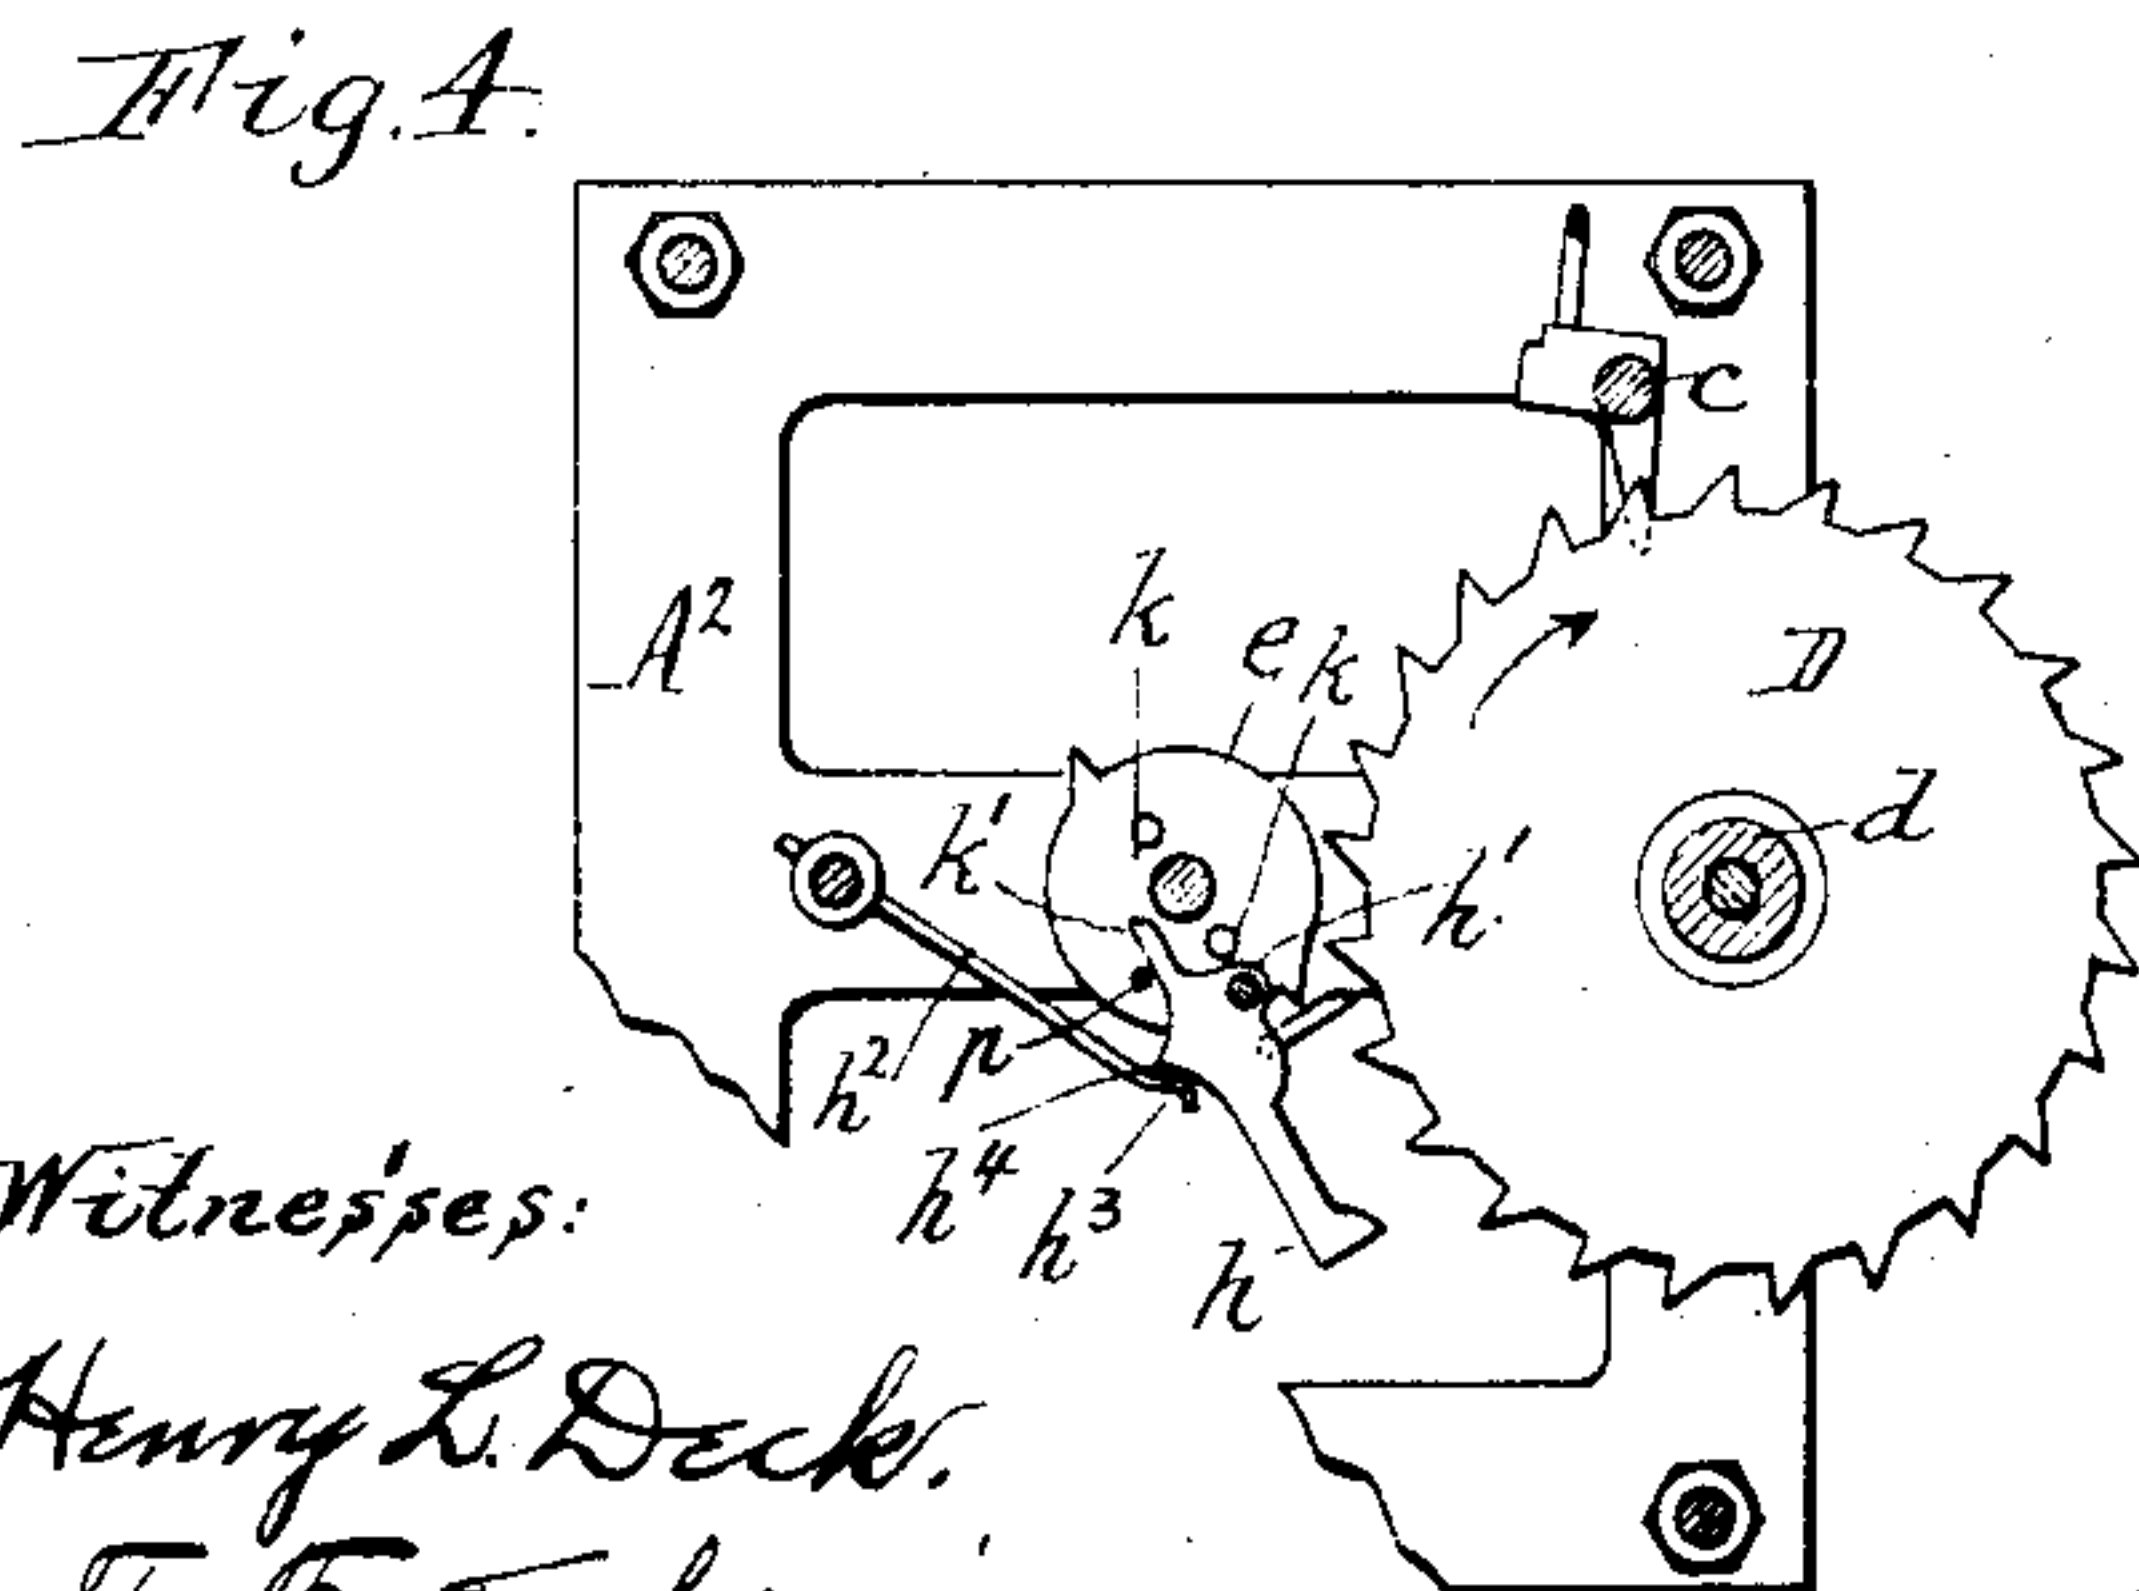 Fig. 4.
c
k
A²
e
k
D
d
k'
h'
h²
p
h⁴
h³
h
Witnesses:
Henry L. Deck.